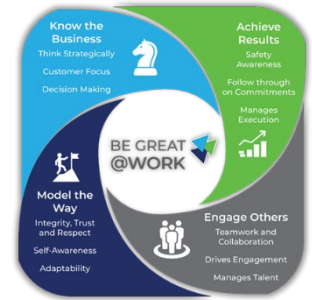 Know the
Business
Think Strategically
Customer Focus
Decision Making
Achieve
Results
Safety
Awareness
Follow through
on Commitments
Manages
Execution
BE GREAT
@WORK
Model the
Way
Integrity, Trust
and Respect
Self-Awareness
Adaptability
Engage Others
Teamwork and
Collaboration
Drives Engagement
Manages Talent